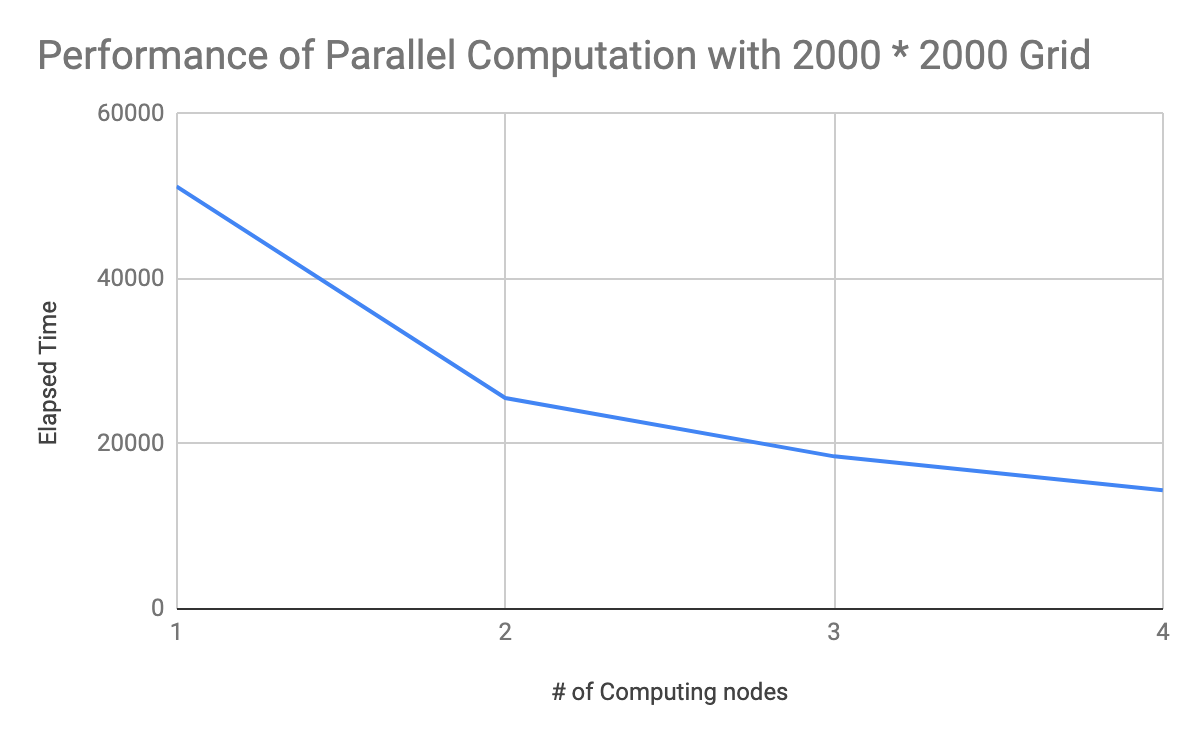 Performance of Parallel Computation with 2000 * 2000 Grid
60000
40000
20000
0
Elapsed Time
1
2
3
4
# of Computing nodes